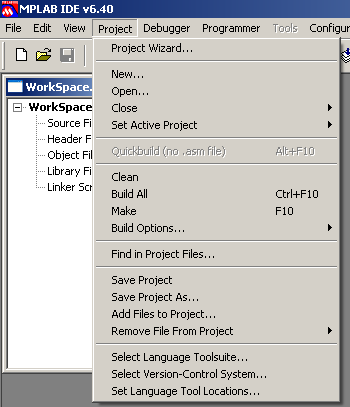 MPLAB IDE v6.40
File Edit View Project Debugger Programmer Tools Configur
Project Wizard...
New...
WorkSpace. Open...
WorkSpace Close
Source Fi Set Active Project
Header F
Object Fil Quickbuild (no .asm file) Alt+F10
Library Fi Clean
Linker Scr Build All Ctrl+F10
Make F10
Build Options...
Find in Project Files...
Save Project
Save Project As...
Add Files to Project...
Remove File From Project
Select Language Toolsuite...
Select Version-Control System...
Set Language Tool Locations...